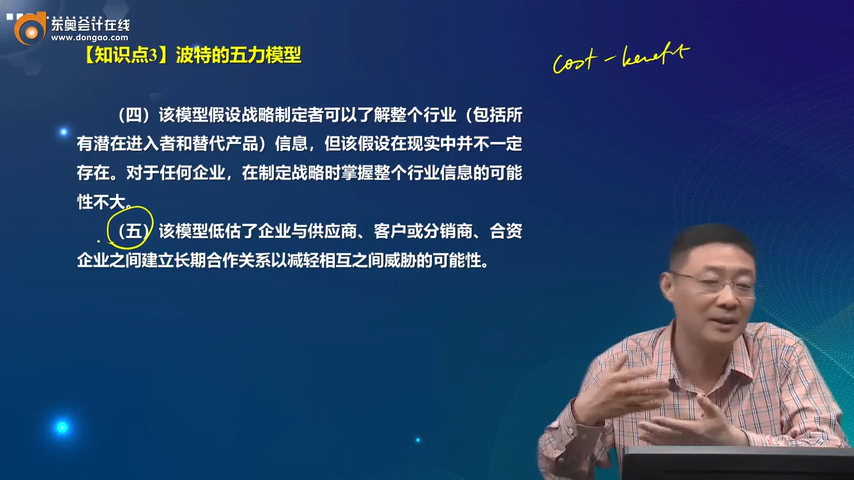 东奥会计在线
www.dongao.com
【知识点3】波特的五力模型
cost-benefit
（四）该模型假设战略制定者可以了解整个行业（包括所
有潜在进入者和替代产品）信息，但该假设在现实中并不一定
存在。对于任何企业，在制定战略时掌握整个行业信息的可能
性不大。
（五）该模型低估了企业与供应商、客户或分销商、合资
企业之间建立长期合作关系以减轻相互之间威胁的可能性。